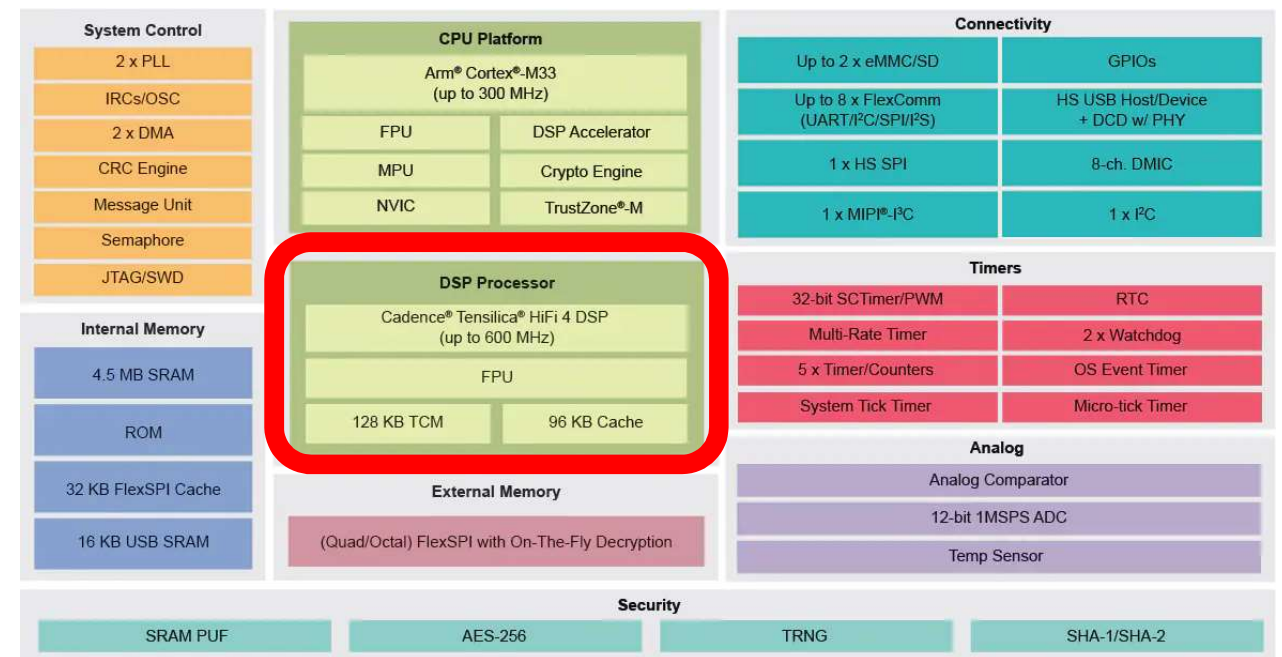 System Control
2 x PLL
IRCs/OSC
2 x DMA
CRC Engine
Message Unit
Semaphore
JTAG/SWD
Internal Memory
4.5 MB SRAM
ROM
32 KB FlexSPI Cache
16 KB USB SRAM
CPU Platform
Arm® Cortex®-M33
(up to 300 MHz)
FPU
DSP Accelerator
MPU
Crypto Engine
NVIC
TrustZone®-M
DSP Processor
Cadence® Tensilica® HiFi 4 DSP
(up to 600 MHz)
FPU
128 KB TCM
96 KB Cache
External Memory
(Quad/Octal) FlexSPI with On-The-Fly Decryption
Connectivity
Up to 2 x eMMC/SD
GPIOs
Up to 8 x FlexComm
(UART/I²C/SPI/I²S)
HS USB Host/Device
+ DCD w/ PHY
1 x HS SPI
8-ch. DMIC
1 x MIPI®-I³C
1 x I²C
Timers
32-bit SCTimer/PWM
RTC
Multi-Rate Timer
2 x Watchdog
5 x Timer/Counters
OS Event Timer
System Tick Timer
Micro-tick Timer
Analog
Analog Comparator
12-bit 1MSPS ADC
Temp Sensor
Security
SRAM PUF
AES-256
TRNG
SHA-1/SHA-2